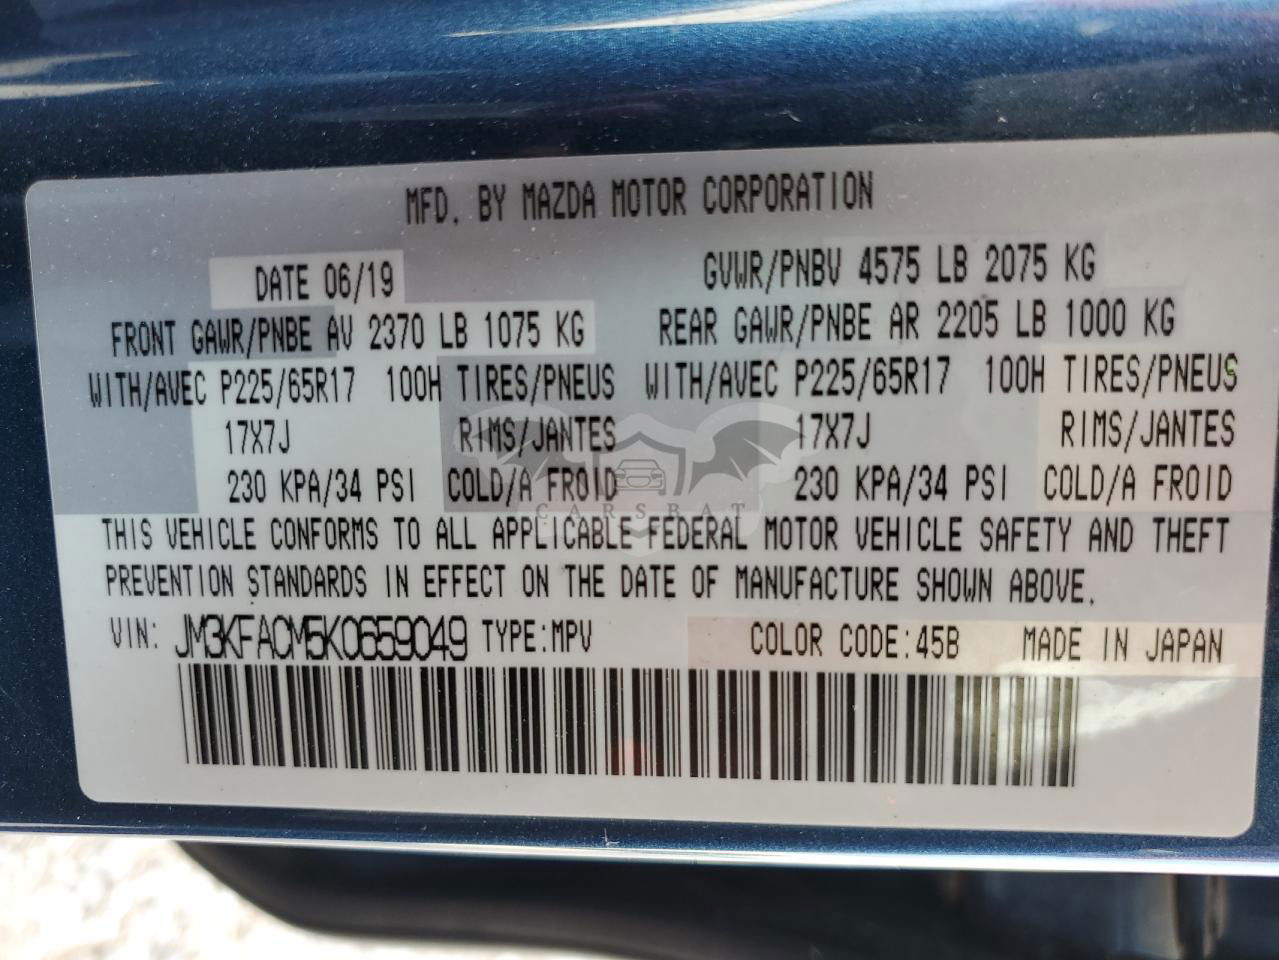 MFD. BY MAZDA MOTOR CORPORATION
DATE 06/19 GVWR/PNBV 4575 LB 2075 KG
FRONT GAWR/PNBE AV 2370 LB 1075 KG REAR GAWR/PNBE AR 2205 LB 1000 KG
WITH/AVEC P225/65R17 100H TIRES/PNEUS WITH/AVEC P225/65R17 100H TIRES/PNEUS
17X7J RIMS/JANTES 17X7J RIMS/JANTES
230 KPA/34 PSI COLD/A FROID 230 KPA/34 PSI COLD/A FROID
CARSBAT
THIS VEHICLE CONFORMS TO ALL APPLICABLE FEDERAL MOTOR VEHICLE SAFETY AND THEFT
PREVENTION STANDARDS IN EFFECT ON THE DATE OF MANUFACTURE SHOWN ABOVE.
VIN: JM3KFACM5K0659049 TYPE:MPV COLOR CODE:45B MADE IN JAPAN